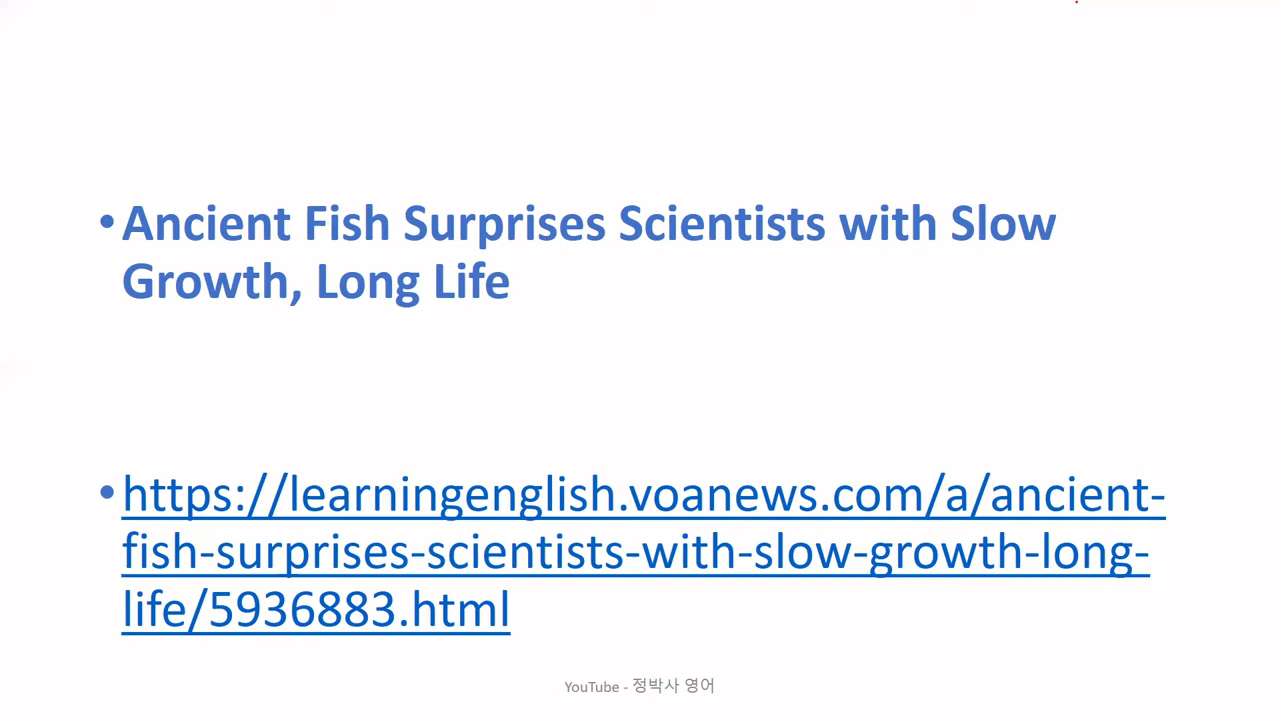 •Ancient Fish Surprises Scientists with Slow
Growth, Long Life
•https://learningenglish.voanews.com/a/ancient-
fish-surprises-scientists-with-slow-growth-long-
life/5936883.html
YouTube - 정박사 영어